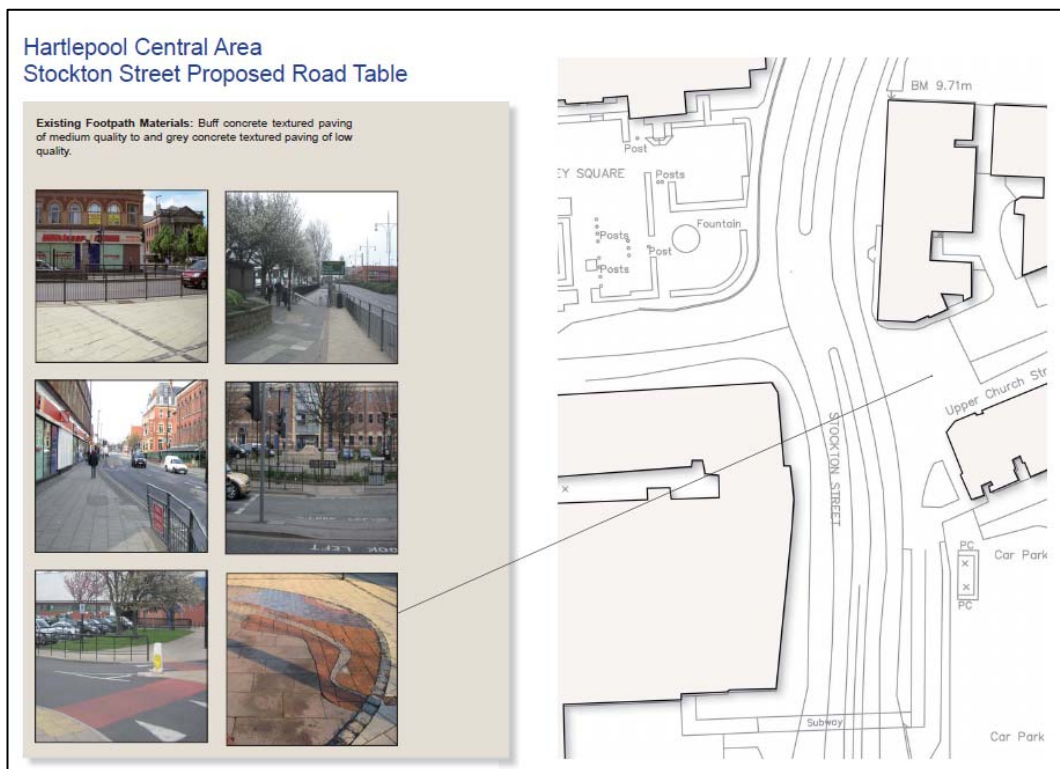 Hartlepool Central Area
Stockton Street Proposed Road Table
Existing Footpath Materials: Buff concrete textured paving
of medium quality to and grey concrete textured paving of low
quality.
BM 9.71m
Post
EY SQUARE
Posts
Fountain
Posts
Post
Posts
STOCKTON STREET
Upper Church Str
PC
Car Park
PC
Subway
Car Park
LOOK LEFT